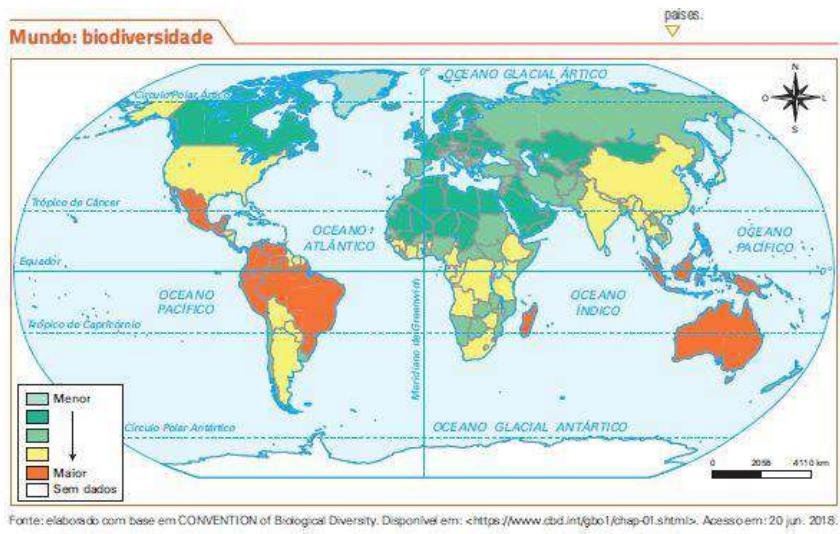 países.
Mundo: biodiversidade
OCEANO GLACIAL ÁRTICO
0°
Círculo Polar Ártico
N
O
L
S
Trópico de Câncer
OCEANO
ATLÂNTICO
OCEANO
PACÍFICO
Equador
0°
OCEANO
PACÍFICO
Meridiano de Greenwich
OCEANO
ÍNDICO
Trópico de Capricórnio
Menor
Maior
Sem dados
Círculo Polar Antártico
OCEANO GLACIAL ANTÁRTICO
0 2055 4110 km
Fonte: elaborado com base em CONVENTION of Biological Diversity. Disponível em: <https://www.cbd.int/gbo1/chap-01.shtml>. Acesso em: 20 jun. 2018.